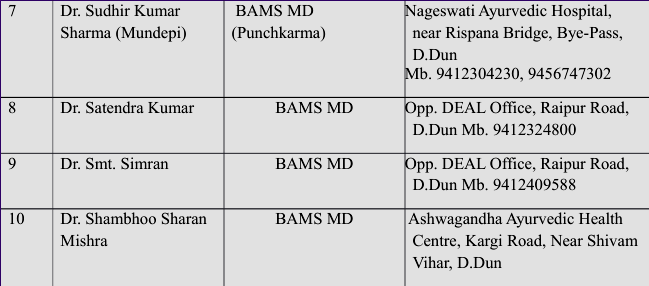 7 Dr. Sudhir Kumar BAMS MD Nageswati Ayurvedic Hospital,
Sharma (Mundepi) (Punchkarma) near Rispana Bridge, Bye-Pass,
D.Dun
Mb. 9412304230, 9456747302
8 Dr. Satendra Kumar BAMS MD Opp. DEAL Office, Raipur Road,
D.Dun Mb. 9412324800
9 Dr. Smt. Simran BAMS MD Opp. DEAL Office, Raipur Road,
D.Dun Mb. 9412409588
10 Dr. Shambhoo Sharan BAMS MD Ashwagandha Ayurvedic Health
Mishra Centre, Kargi Road, Near Shivam
Vihar, D.Dun